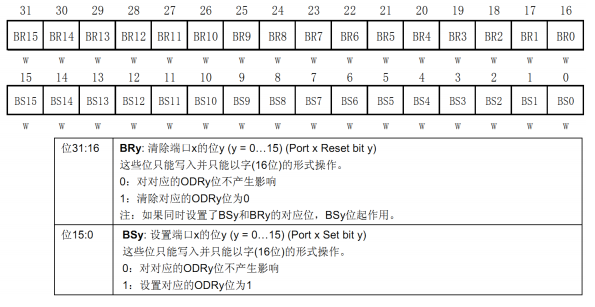 31 30 29 28 27 26 25 24 23 22 21 20 19 18 17 16
BR15 BR14 BR13 BR12 BR11 BR10 BR9 BR8 BR7 BR6 BR5 BR4 BR3 BR2 BR1 BR0
w w w w w w w w w w w w w w w w
15 14 13 12 11 10 9 8 7 6 5 4 3 2 1 0
BS15 BS14 BS13 BS12 BS11 BS10 BS9 BS8 BS7 BS6 BS5 BS4 BS3 BS2 BS1 BS0
w w w w w w w w w w w w w w w w
位31:16 BRy: 清除端口x的位y (y = 0…15) (Port x Reset bit y)
这些位只能写入并只能以字(16位)的形式操作。
0：对对应的ODRy位不产生影响
1：清除对应的ODRy位为0
注：如果同时设置了BSy和BRy的对应位，BSy位起作用。
位15:0 BSy: 设置端口x的位y (y = 0…15) (Port x Set bit y)
这些位只能写入并只能以字(16位)的形式操作。
0：对对应的ODRy位不产生影响
1：设置对应的ODRy位为1